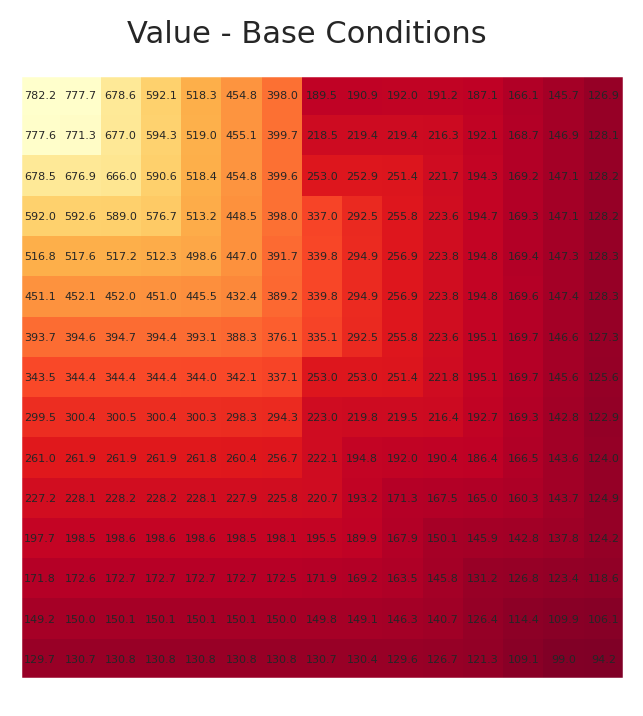 Value - Base Conditions
782.2 777.7 678.6 592.1 518.3 454.8 398.0 189.5 190.9 192.0 191.2 187.1 166.1 145.7 126.9
777.6 771.3 677.0 594.3 519.0 455.1 399.7 218.5 219.4 219.4 216.3 192.1 168.7 146.9 128.1
678.5 676.9 666.0 590.6 518.4 454.8 399.6 253.0 252.9 251.4 221.7 194.3 169.2 147.1 128.2
592.0 592.6 589.0 576.7 513.2 448.5 398.0 337.0 292.5 255.8 223.6 194.7 169.3 147.1 128.2
516.8 517.6 517.2 512.3 498.6 447.0 391.7 339.8 294.9 256.9 223.8 194.8 169.4 147.3 128.3
451.1 452.1 452.0 451.0 445.5 432.4 389.2 339.8 294.9 256.9 223.8 194.8 169.6 147.4 128.3
393.7 394.6 394.7 394.4 393.1 388.3 376.1 335.1 292.5 255.8 223.6 195.1 169.7 146.6 127.3
343.5 344.4 344.4 344.4 344.0 342.1 337.1 253.0 253.0 251.4 221.8 195.1 169.7 145.6 125.6
299.5 300.4 300.5 300.4 300.3 298.3 294.3 223.0 219.8 219.5 216.4 192.7 169.3 142.8 122.9
261.0 261.9 261.9 261.9 261.8 260.4 256.7 222.1 194.8 192.0 190.4 186.4 166.5 143.6 124.0
227.2 228.1 228.2 228.2 228.1 227.9 225.8 220.7 193.2 171.3 167.5 165.0 160.3 143.7 124.5
197.7 198.5 198.6 198.6 198.6 198.5 198.1 195.5 189.9 167.9 150.1 145.9 142.8 137.8 124.2
171.8 172.6 172.7 172.7 172.7 172.7 172.5 171.9 169.2 163.5 145.8 131.2 126.8 123.4 118.6
149.2 150.0 150.1 150.1 150.1 150.1 150.0 149.8 149.1 146.3 140.7 125.4 114.4 109.3 106.1
129.7 130.7 130.8 130.8 130.8 130.8 130.8 130.7 130.4 129.6 126.7 121.3 108.1